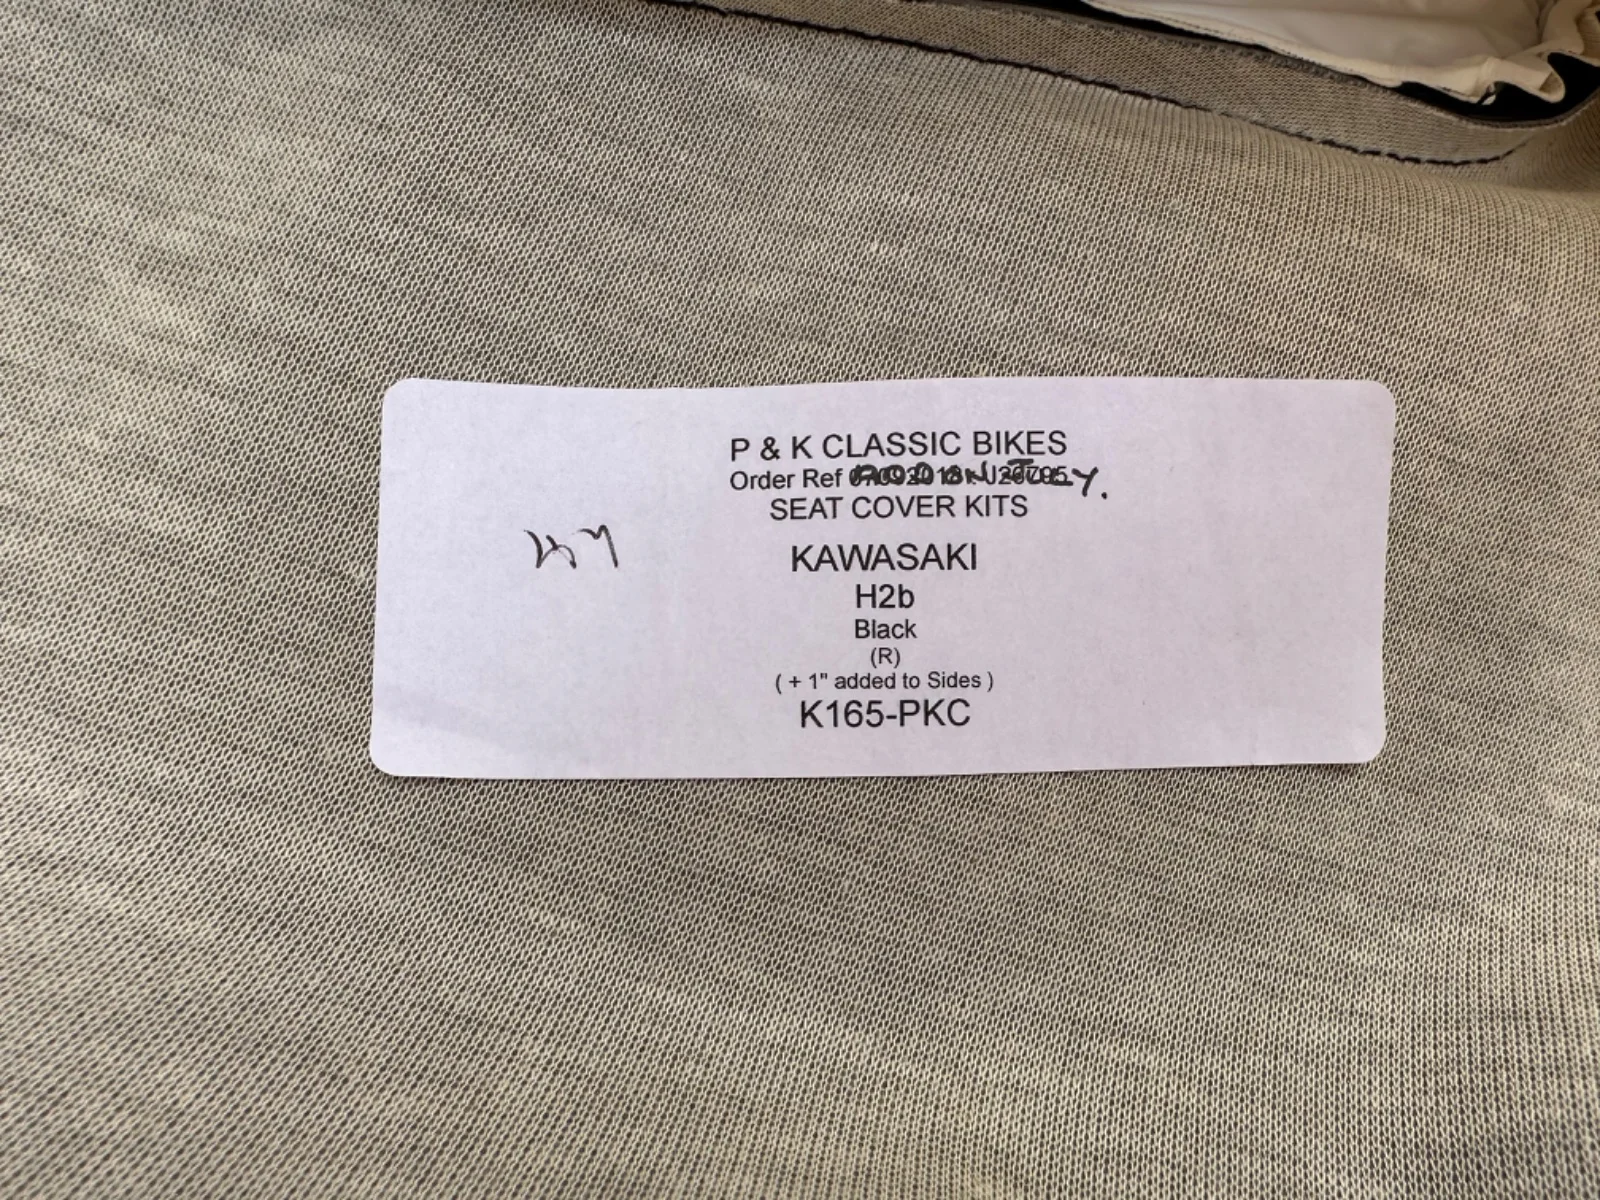 P & K CLASSIC BIKES
Order Ref
SEAT COVER KITS
KAWASAKI
H2b
Black
(R)
( + 1" added to Sides )
K165-PKC